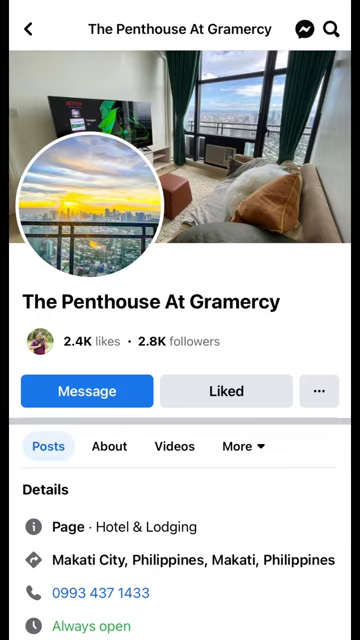 The Penthouse At Gramercy
NETFLIX
The Penthouse At Gramercy
2.4K likes • 2.8K followers
Message
Liked
Posts
About
Videos
More
Details
Page · Hotel & Lodging
Makati City, Philippines, Makati, Philippines
0993 437 1433
Always open